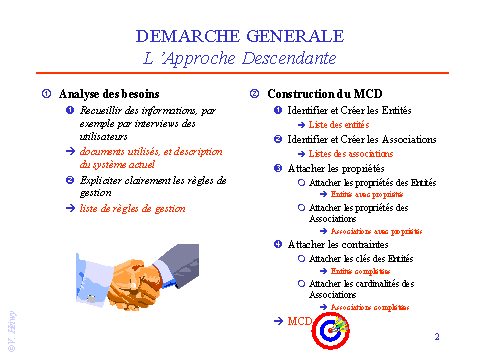 DEMARCHE GENERALE
L ’Approche Descendante
① Analyse des besoins
❶ Recueillir des informations, par
exemple par interviews des
utilisateurs
→ documents utilisés, et description
du système actuel
❷ Expliciter clairement les règles de
gestion
→ liste de règles de gestion
② Construction du MCD
❶ Identifier et Créer les Entités
→ Liste des entités
❷ Identifier et Créer les Associations
→ Listes des associations
❸ Attacher les propriétés
❍ Attacher les propriétés des Entités
→ Entités avec propriétés
❍ Attacher les propriétés des
Associations
→ Associations avec propriétés
❹ Attacher les contraintes
❍ Attacher les clés des Entités
→ Entités complètées
❍ Attacher les cardinalités des
Associations
→ Associations complètées
→ MCD
2